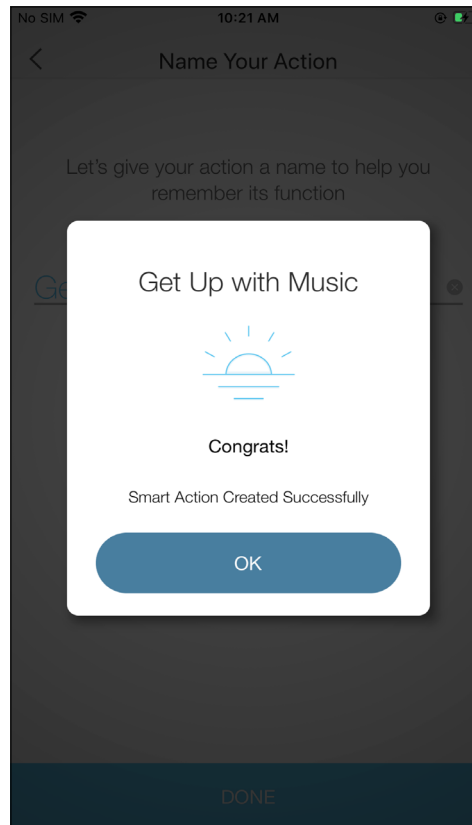 No SIM 10:21 AM
Name Your Action
Let's give your action a name to help you
remember its function
Ge
Get Up with Music
Congrats!
Smart Action Created Successfully
OK
DONE